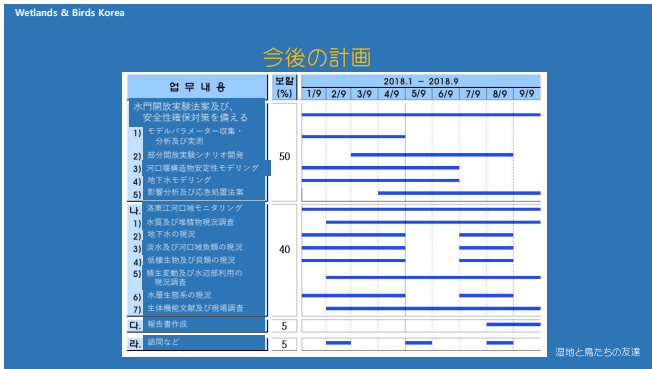 Wetlands & Birds Korea
今後の計画
업 무 내 용
보할
(%)
2018.1 ~ 2018.9
1/9 2/9 3/9 4/9 5/9 6/9 7/9 8/9 9/9
水門開放実験法案及び、
安全性確保対策を備える
50
1) モデルパラメーター収集・
分析及び実測
2) 部分開放実験シナリオ開発
3) 河口堰構造物安定性モデリング
4) 地下水モデリング
5) 影響分析及び応急処置法案
나. 洛東江河口域モニタリング
40
1) 水質及び堆積物現況調査
2) 地下水の現況
3) 淡水及び河口域魚類の現況
4) 低棲生物及び貝類の現況
5) 植生変動及び水辺部利用の
現況調査
6) 水層生態系の現況
7) 生体機能文献及び現場調査
다. 報告書作成 5
라. 諮問など 5
湿地と鳥たちの友達